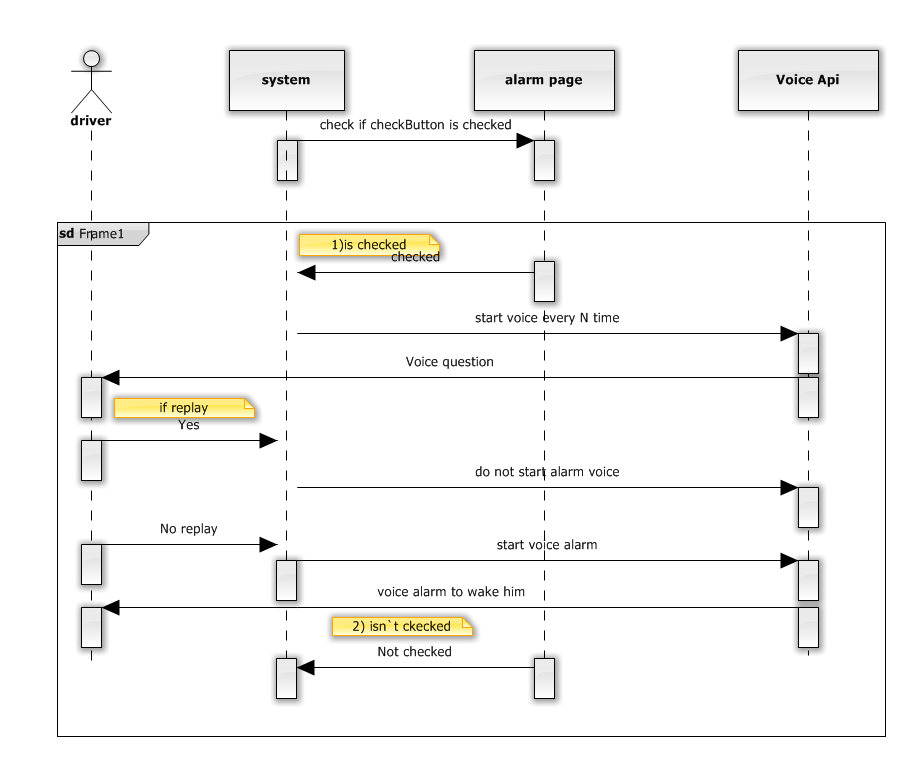 driver
system
alarm page
Voice Api
check if checkButton is checked
sd Frame1
1)is checked
checked
start voice every N time
Voice question
if replay
Yes
do not start alarm voice
No replay
start voice alarm
voice alarm to wake him
2) isn`t ckecked
Not checked